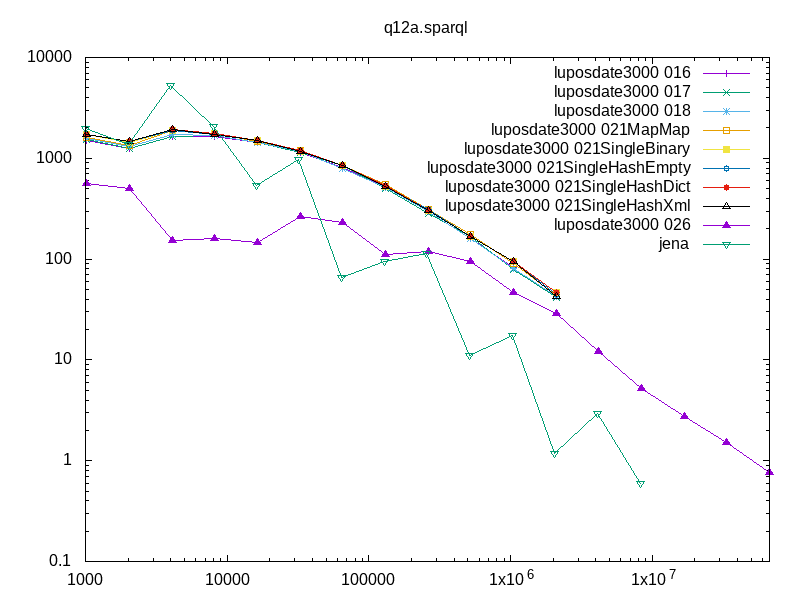 q12a.sparql
10000
1000
100
10
1
0.1
1000
10000
100000
1x10^6
1x10^7
luposdate3000 016
luposdate3000 017
luposdate3000 018
luposdate3000 021MapMap
luposdate3000 021SingleBinary
luposdate3000 021SingleHashEmpty
luposdate3000 021SingleHashDict
luposdate3000 021SingleHashXml
luposdate3000 026
jena